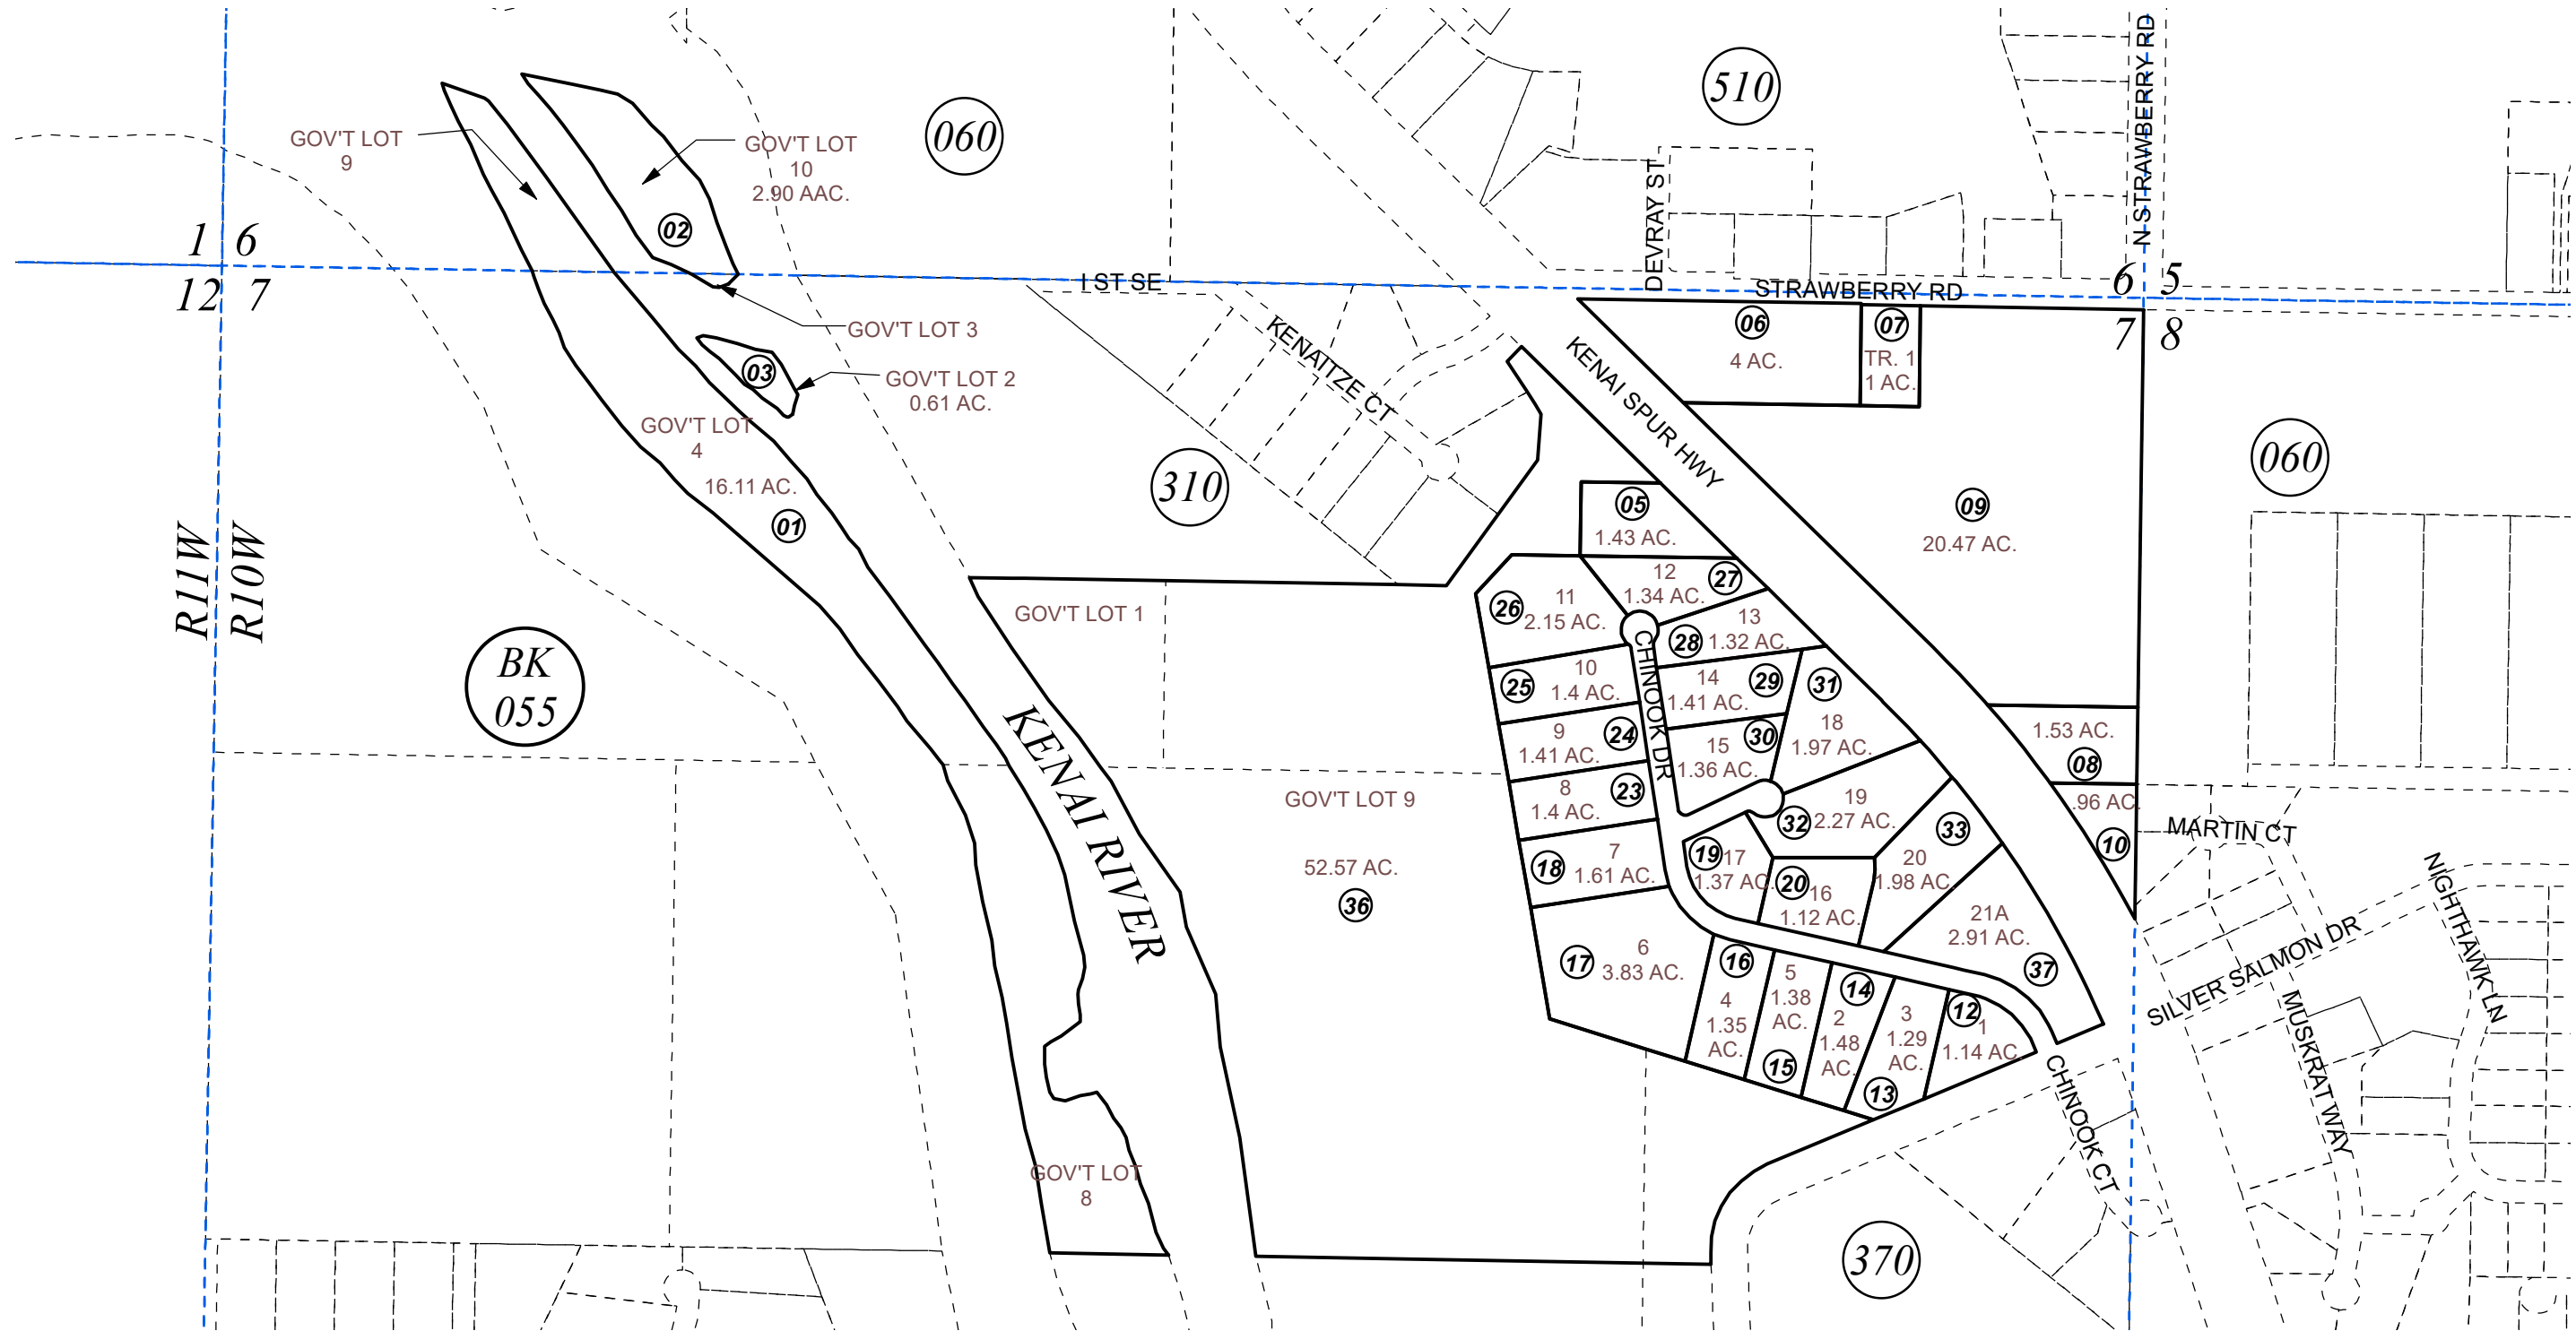 510
060
GOV'T LOT
9
GOV'T LOT
10
2.90 AAC.
02
N STRAWBERRY RD
DEVRAY ST
1 6
12 7
I ST SE
STRAWBERRY RD
6 5
7 8
GOV'T LOT 3
KENAITZE CT
KENAI SPUR HWY
06
4 AC.
07
TR. 1
1 AC.
03
GOV'T LOT 2
0.61 AC.
GOV'T LOT
4
16.11 AC.
01
310
060
05
1.43 AC.
09
20.47 AC.
R11W
R10W
BK
055
GOV'T LOT 1
KENAI RIVER
26
11
2.15 AC.
12
1.34 AC.
27
13
1.32 AC.
28
CHINOOK DR
25
10
1.4 AC.
14
1.41 AC.
29
31
18
1.97 AC.
9
1.41 AC.
24
15
1.36 AC.
30
1.53 AC.
08
8
1.4 AC.
23
19
2.27 AC.
32
33
.96 AC.
10
MARTIN CT
GOV'T LOT 9
52.57 AC.
36
18
7
1.61 AC.
19
17
1.37 AC.
20
16
1.12 AC.
20
1.98 AC.
21A
2.91 AC.
37
17
6
3.83 AC.
16
4
1.35
AC.
5
1.38
AC.
15
14
2
1.48
AC.
3
1.29
AC.
13
12
1
1.14 AC.
NIGHTHAWK LN
SILVER SALMON DR
MUSKRAT WAY
CHINOOK CT
GOV'T LOT
8
370